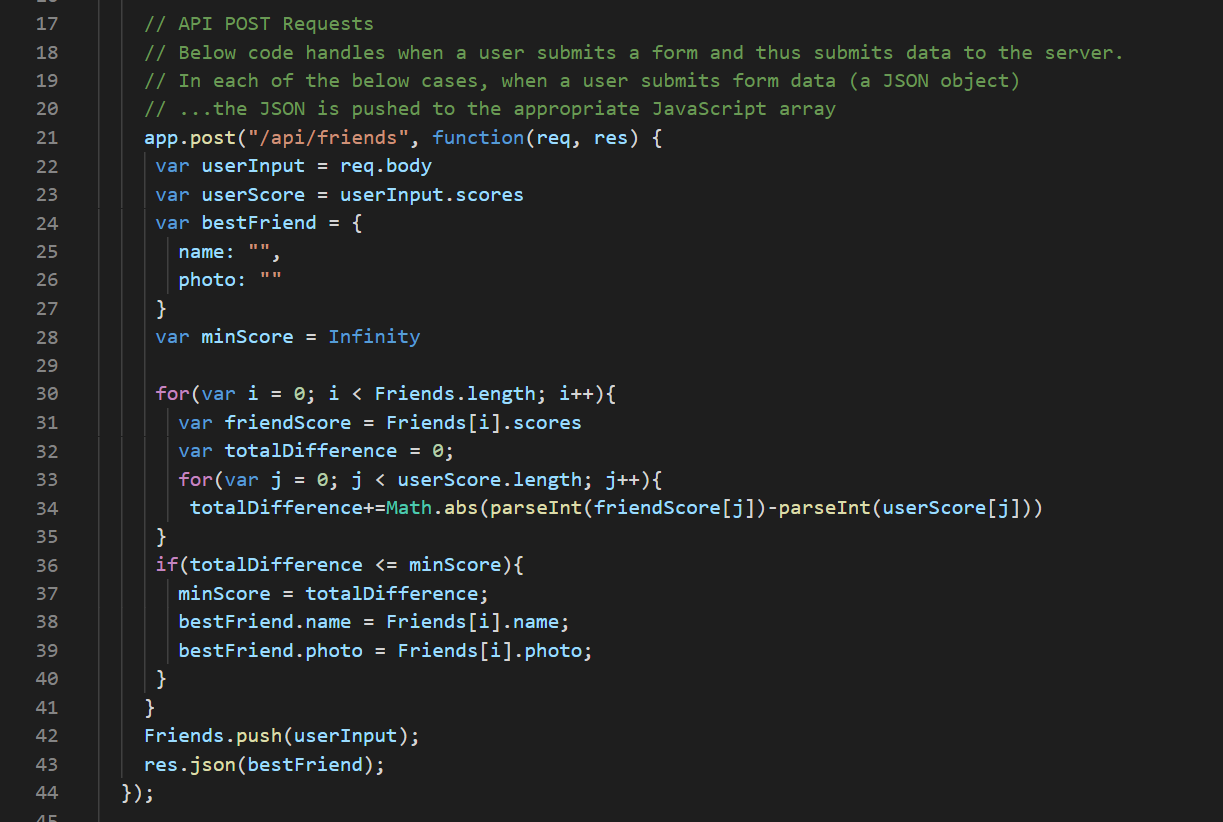 17 // API POST Requests
18 // Below code handles when a user submits a form and thus submits data to the server.
19 // In each of the below cases, when a user submits form data (a JSON object)
20 // ...the JSON is pushed to the appropriate JavaScript array
21 app.post("/api/friends", function(req, res) {
22 var userInput = req.body
23 var userScore = userInput.scores
24 var bestFriend = {
25 name: "",
26 photo: ""
27 }
28 var minScore = Infinity
29
30 for(var i = 0; i < Friends.length; i++){
31 var friendScore = Friends[i].scores
32 var totalDifference = 0;
33 for(var j = 0; j < userScore.length; j++){
34 totalDifference+=Math.abs(parseInt(friendScore[j])-parseInt(userScore[j]))
35 }
36 if(totalDifference <= minScore){
37 minScore = totalDifference;
38 bestFriend.name = Friends[i].name;
39 bestFriend.photo = Friends[i].photo;
40 }
41 }
42 Friends.push(userInput);
43 res.json(bestFriend);
44 });